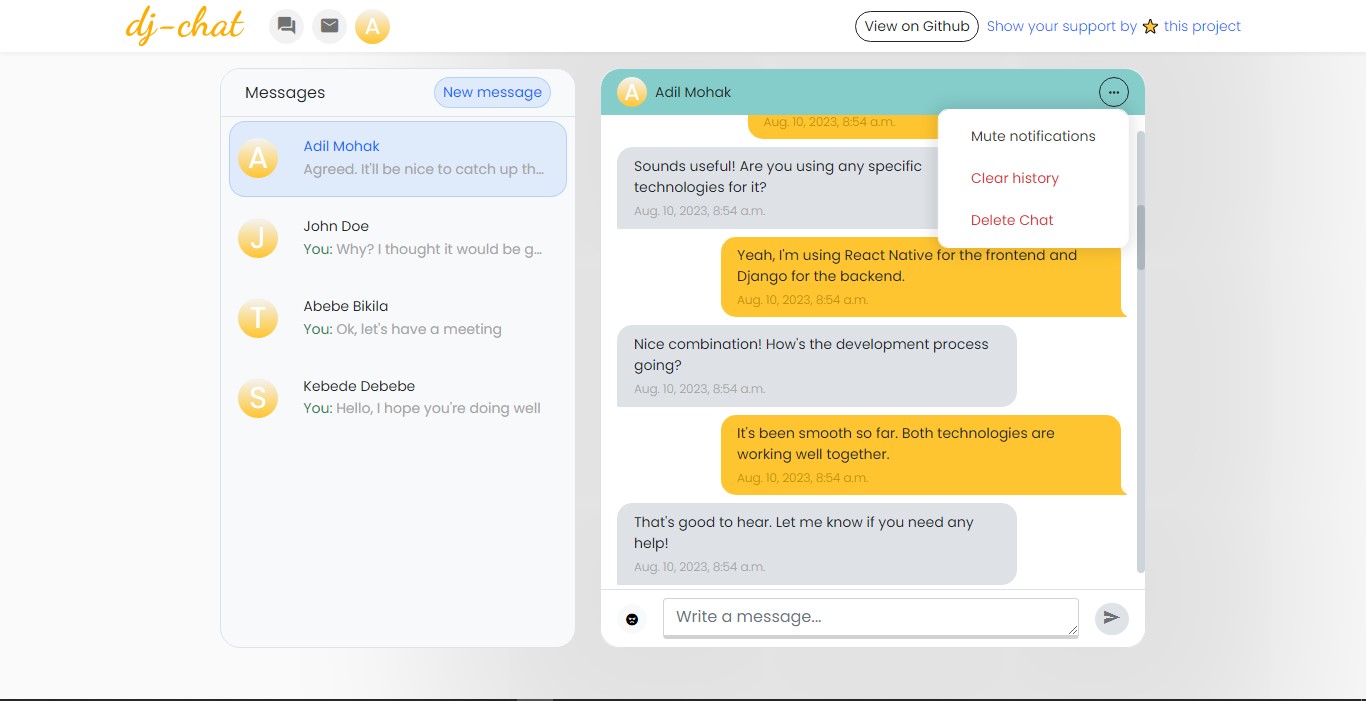 dj-chat
A
View on Github
Show your support by ⭐ this project
Messages
New message
A
Adil Mohak
Agreed. It'll be nice to catch up th...
J
John Doe
You: Why? I thought it would be g...
T
Abebe Bikila
You: Ok, let's have a meeting
S
Kebede Debebe
You: Hello, I hope you're doing well
A
Adil Mohak
Mute notifications
Clear history
Delete Chat
Aug. 10, 2023, 8:54 a.m.
Sounds useful! Are you using any specific
technologies for it?
Aug. 10, 2023, 8:54 a.m.
Yeah, I'm using React Native for the frontend and
Django for the backend.
Aug. 10, 2023, 8:54 a.m.
Nice combination! How's the development process
going?
Aug. 10, 2023, 8:54 a.m.
It's been smooth so far. Both technologies are
working well together.
Aug. 10, 2023, 8:54 a.m.
That's good to hear. Let me know if you need any
help!
Aug. 10, 2023, 8:54 a.m.
Write a message...